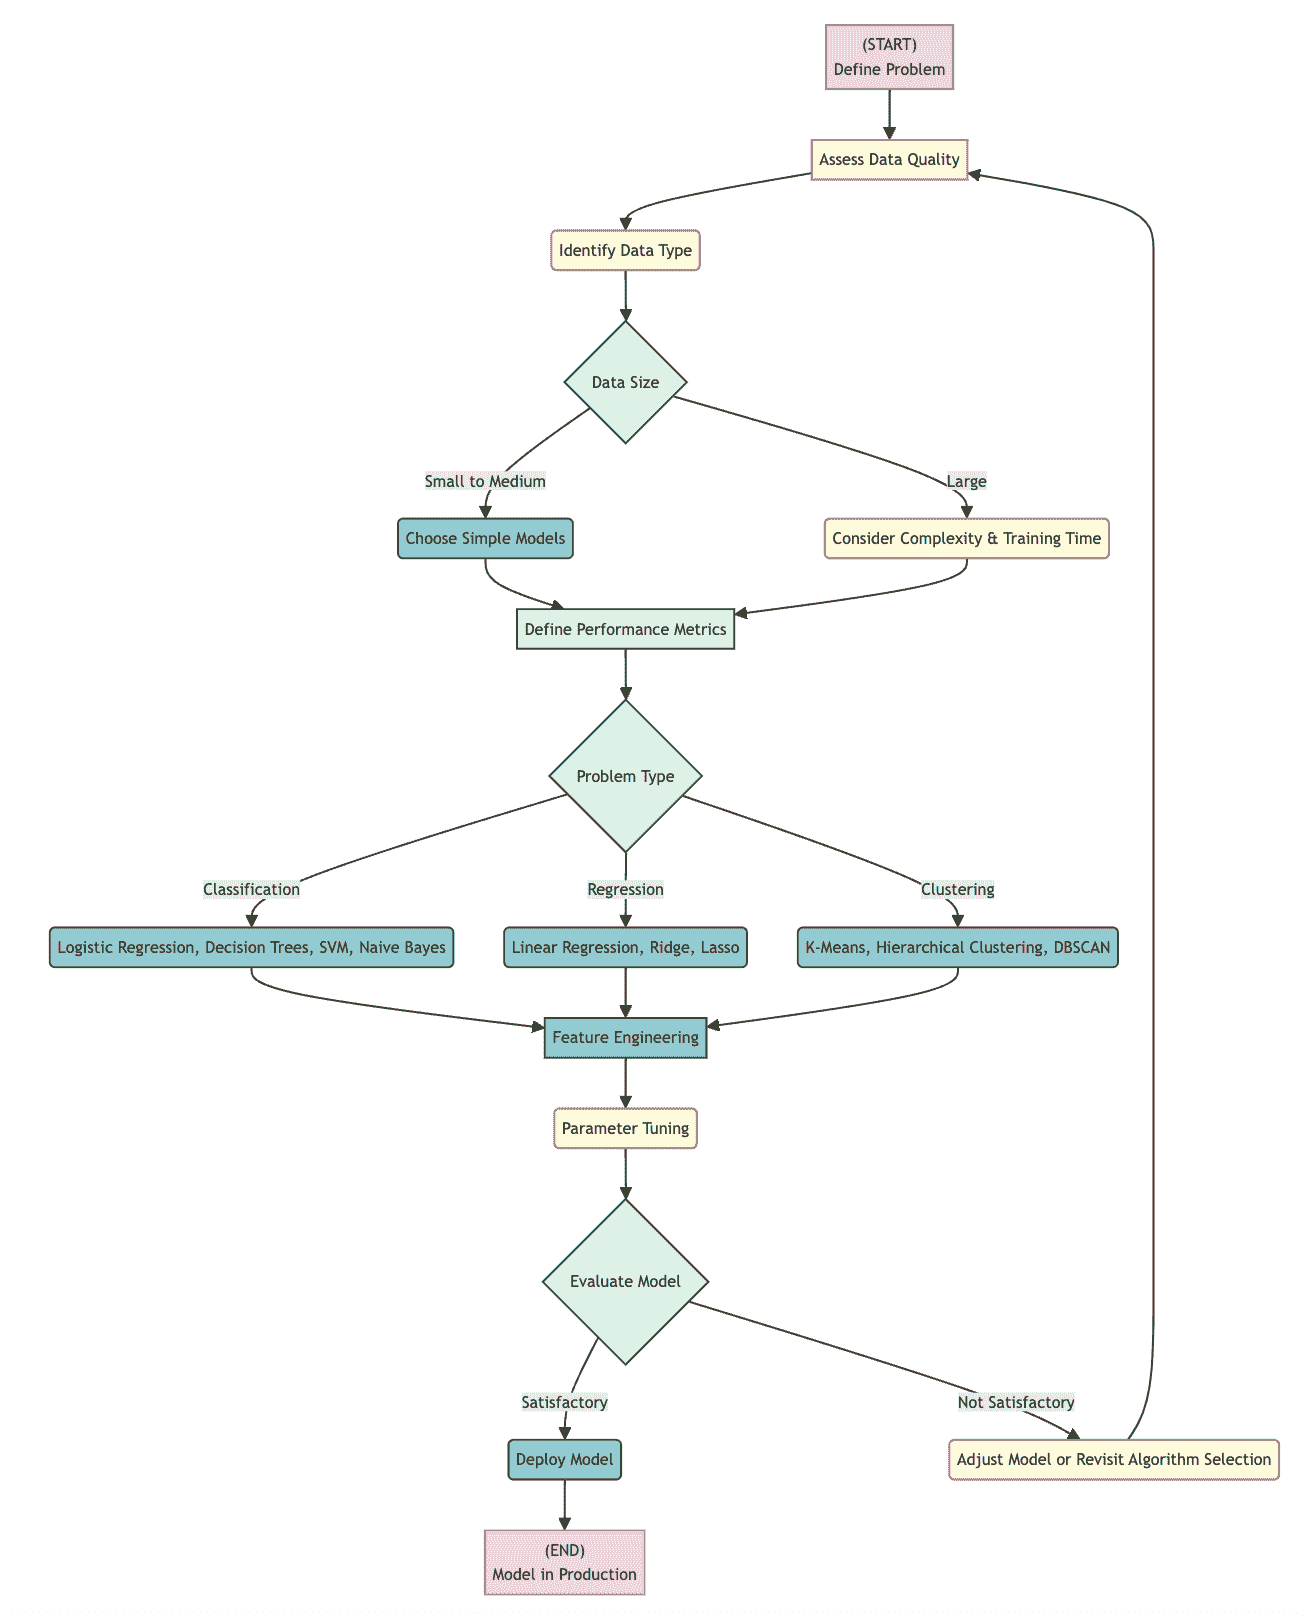 (START)
Define Problem
Assess Data Quality
Identify Data Type
Data Size
Small to Medium
Large
Choose Simple Models
Consider Complexity & Training Time
Define Performance Metrics
Problem Type
Classification
Regression
Clustering
Logistic Regression, Decision Trees, SVM, Naive Bayes
Linear Regression, Ridge, Lasso
K-Means, Hierarchical Clustering, DBSCAN
Feature Engineering
Parameter Tuning
Evaluate Model
Satisfactory
Not Satisfactory
Deploy Model
Adjust Model or Revisit Algorithm Selection
(END)
Model in Production